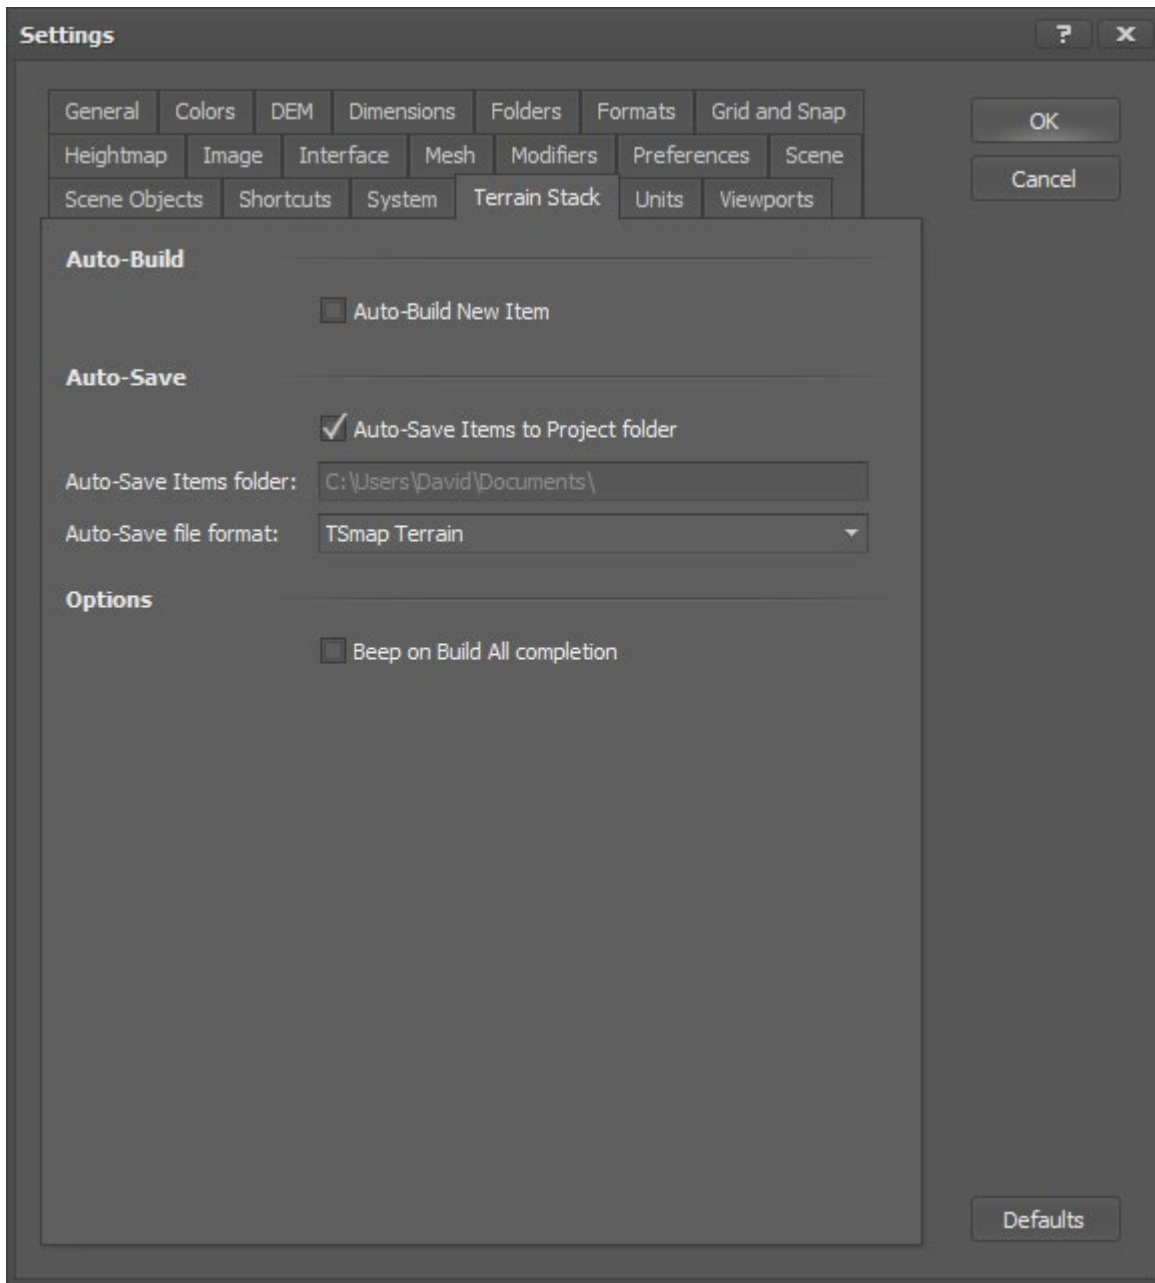 Settings
General Colors DEM Dimensions Folders Formats Grid and Snap
Heightmap Image Interface Mesh Modifiers Preferences Scene
Scene Objects Shortcuts System Terrain Stack Units Viewports
OK
Cancel
Auto-Build
Auto-Build New Item
Auto-Save
Auto-Save Items to Project folder
Auto-Save Items folder: C:\Users\David\Documents\
Auto-Save file format: TSmap Terrain
Options
Beep on Build All completion
Defaults